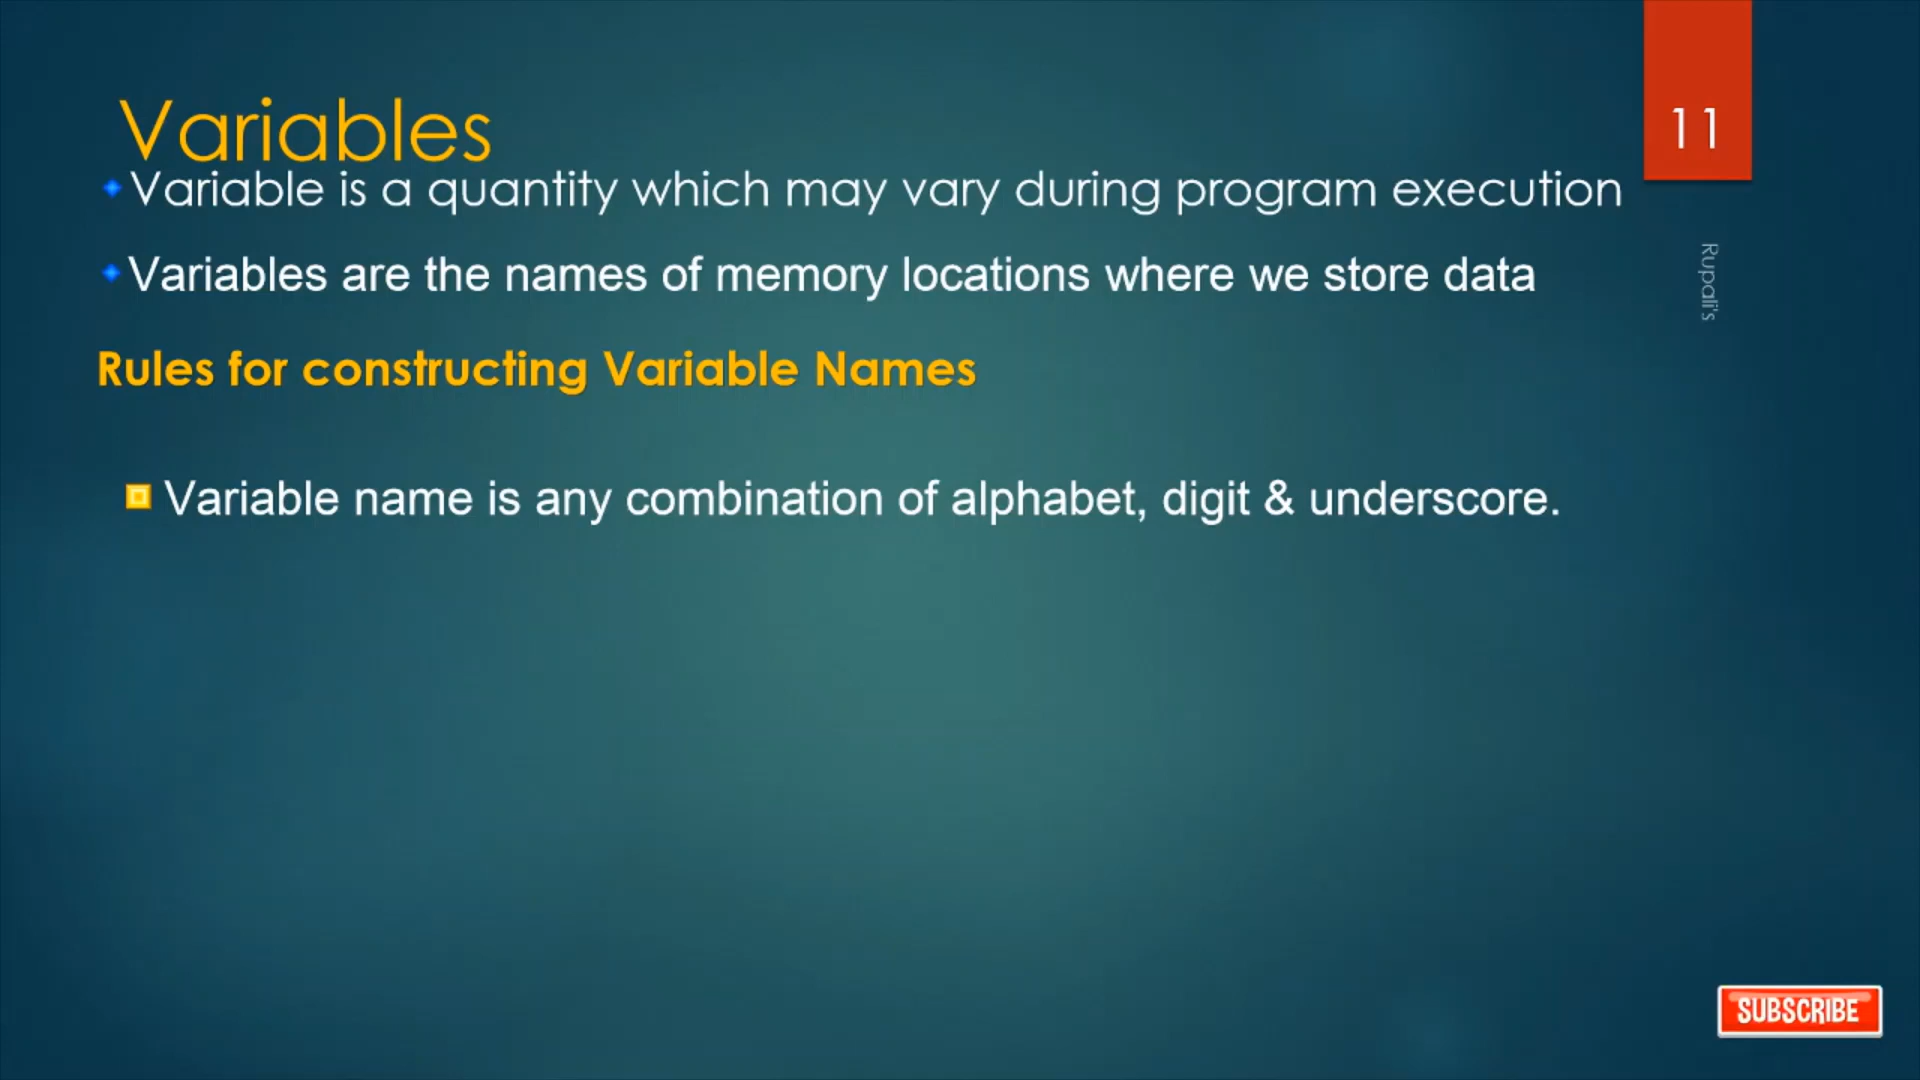 11
Variables
Variable is a quantity which may vary during program execution
Variables are the names of memory locations where we store data
Rupali's
Rules for constructing Variable Names
Variable name is any combination of alphabet, digit & underscore.
SUBSCRIBE